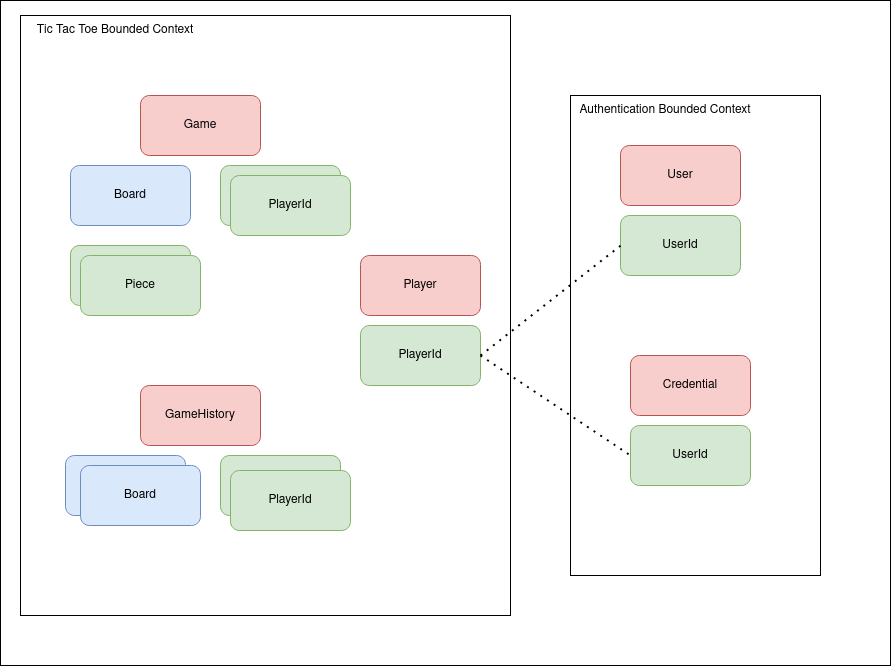 Tic Tac Toe Bounded Context
Game
Board
PlayerId
Piece
Player
PlayerId
GameHistory
Board
PlayerId
Authentication Bounded Context
User
UserId
Credential
UserId